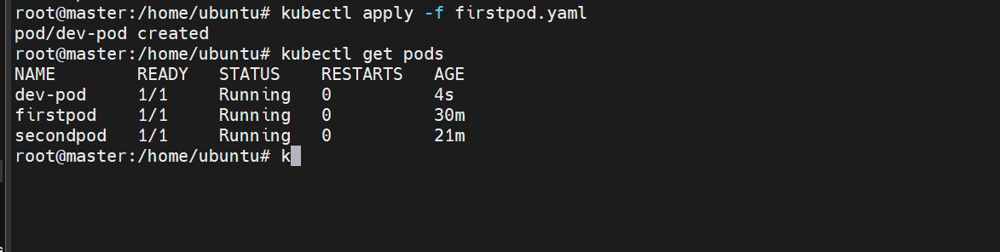 root@master:/home/ubuntu# kubectl apply -f firstpod.yaml
pod/dev-pod created
root@master:/home/ubuntu# kubectl get pods
NAME        READY   STATUS    RESTARTS   AGE
dev-pod     1/1     Running   0          4s
firstpod    1/1     Running   0          30m
secondpod   1/1     Running   0          21m
root@master:/home/ubuntu# k